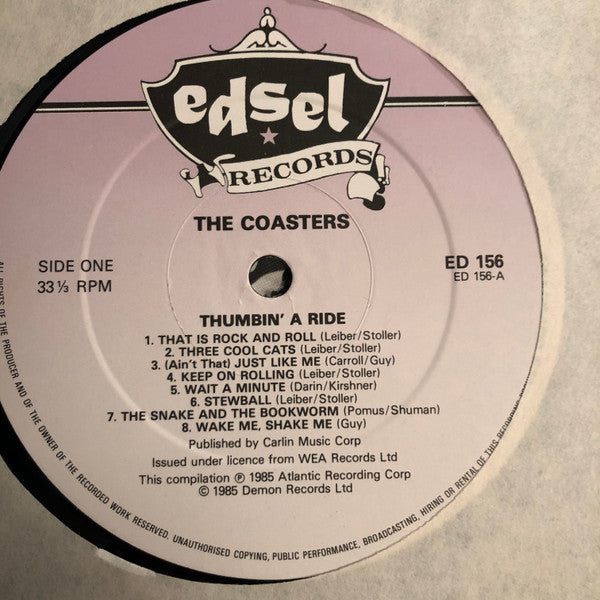 edsel
RECORDS
THE COASTERS
SIDE ONE
33 ⅓ RPM
ED 156
ED 156-A
THUMBIN' A RIDE
1. THAT IS ROCK AND ROLL (Leiber/Stoller)
2. THREE COOL CATS (Leiber/Stoller)
3. (Ain't That) JUST LIKE ME (Carroll/Guy)
4. KEEP ON ROLLING (Leiber/Stoller)
5. WAIT A MINUTE (Darin/Kirshner)
6. STEWBALL (Leiber/Stoller)
7. THE SNAKE AND THE BOOKWORM (Pomus/Shuman)
8. WAKE ME, SHAKE ME (Guy)
Published by Carlin Music Corp
Issued under licence from WEA Records Ltd
This compilation ℗ 1985 Atlantic Recording Corp
© 1985 Demon Records Ltd
ALL RIGHTS OF THE PRODUCER AND OF THE OWNER OF THE RECORDED WORK RESERVED. UNAUTHORISED COPYING, PUBLIC PERFORMANCE, BROADCASTING, HIRING OR RENTAL OF THIS RECORDING